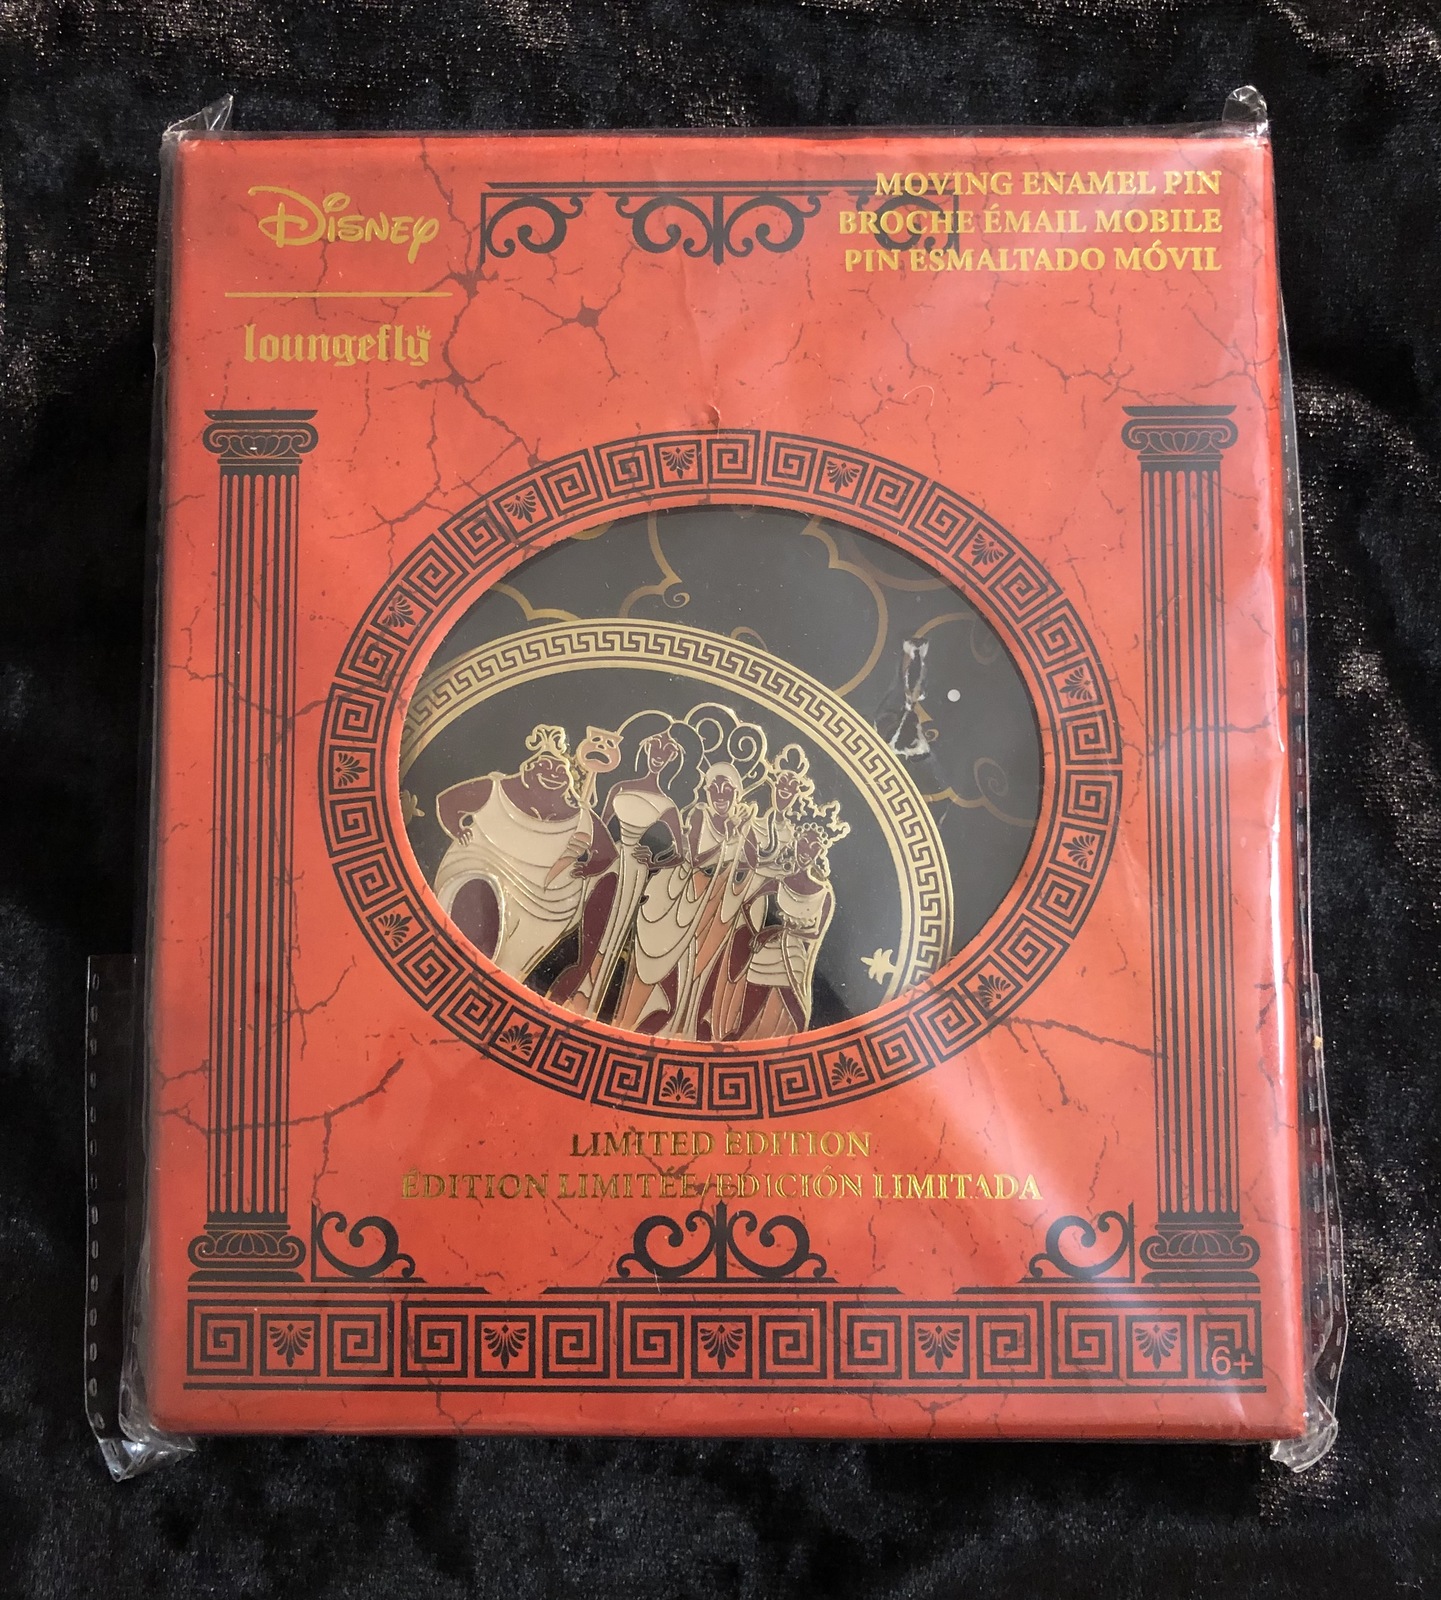 Disney
loungefly
MOVING ENAMEL PIN
BROCHE ÉMAIL MOBILE
PIN ESMALTADO MÓVIL
LIMITED EDITION
ÉDITION LIMITÉE/EDICIÓN LIMITADA
6+